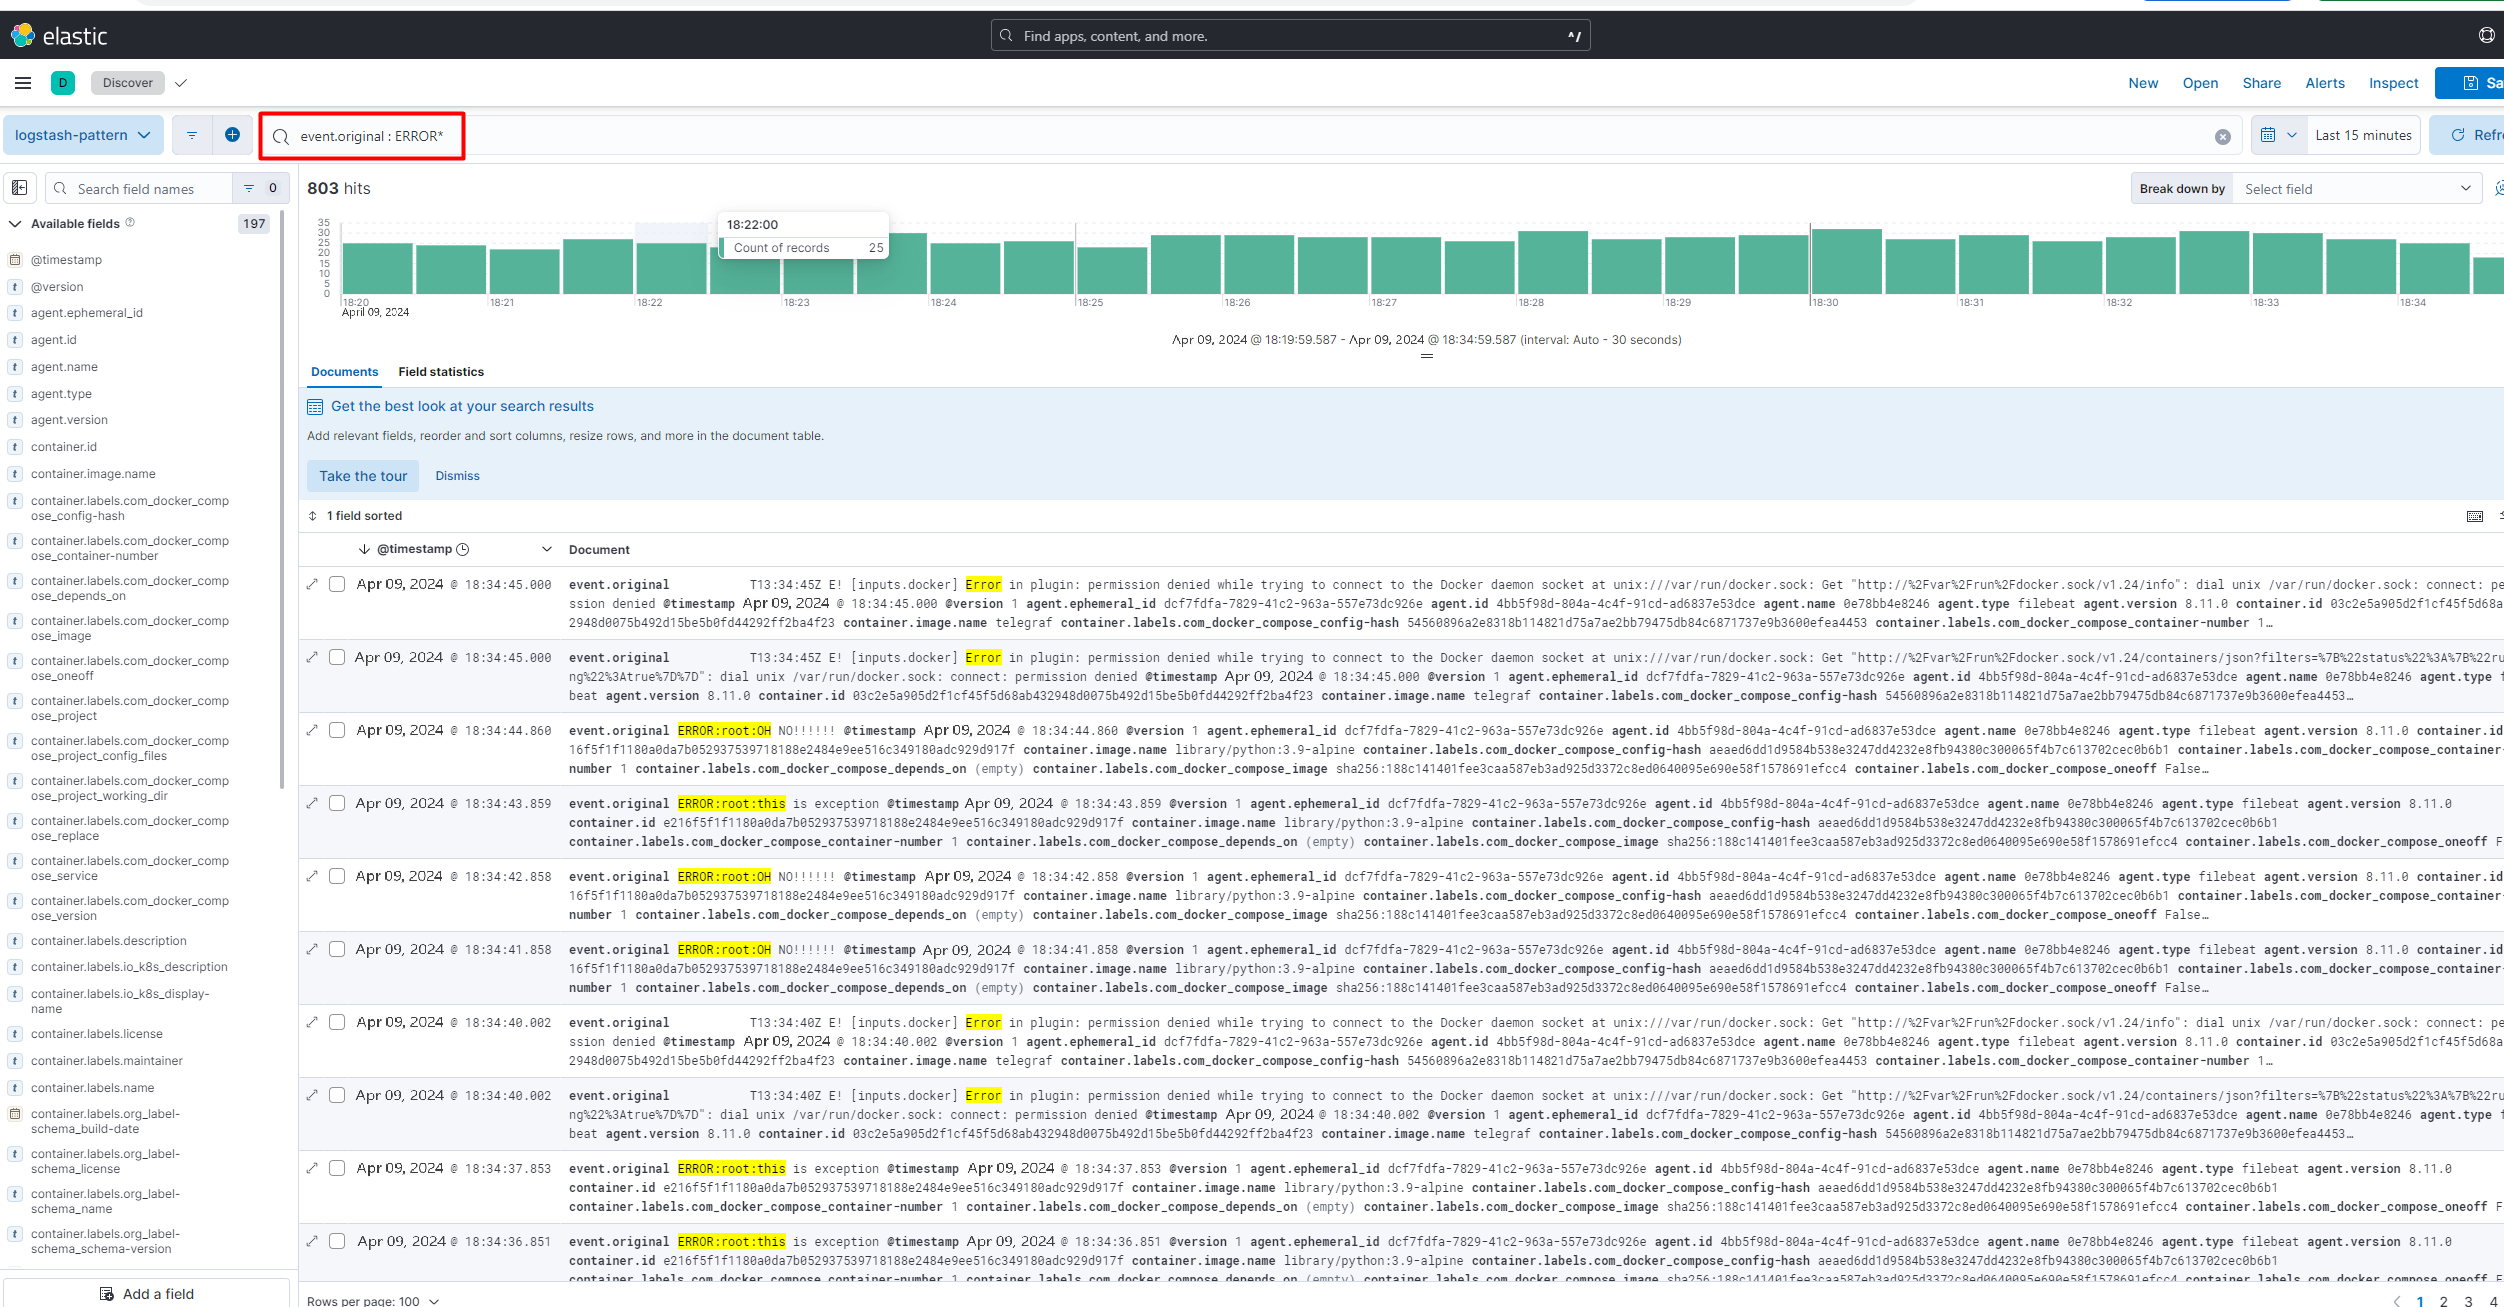 elastic
Find apps, content, and more.
^/
D
Discover
New
Open
Share
Alerts
Inspect
logstash-pattern
event.original : ERROR*
Last 15 minutes
Search field names
0
803 hits
Break down by
Select field
Available fields
197
35
30
25
20
15
10
5
0
18:22:00
Count of records 25
18:20 18:21 18:22 18:23 18:24 18:25 18:26 18:27 18:28 18:29 18:30 18:31 18:32 18:33 18:34
April 09, 2024
Apr 09, 2024 @ 18:19:59.587 - Apr 09, 2024 @ 18:34:59.587 (interval: Auto - 30 seconds)
@timestamp
@version
agent.ephemeral_id
agent.id
agent.name
agent.type
agent.version
container.id
container.image.name
container.labels.com_docker_comp
ose_config-hash
container.labels.com_docker_comp
ose_container-number
container.labels.com_docker_comp
ose_depends_on
container.labels.com_docker_comp
ose_image
container.labels.com_docker_comp
ose_oneoff
container.labels.com_docker_comp
ose_project
container.labels.com_docker_comp
ose_project_config_files
container.labels.com_docker_comp
ose_project_working_dir
container.labels.com_docker_comp
ose_replace
container.labels.com_docker_comp
ose_service
container.labels.com_docker_comp
ose_version
container.labels.description
container.labels.io_k8s_description
container.labels.io_k8s_display-
name
container.labels.license
container.labels.maintainer
container.labels.name
container.labels.org_label-
schema_build-date
container.labels.org_label-
schema_license
container.labels.org_label-
schema_name
container.labels.org_label-
schema_schema-version
Add a field
Documents
Field statistics
Get the best look at your search results
Add relevant fields, reorder and sort columns, resize rows, and more in the document table.
Take the tour
Dismiss
1 field sorted
@timestamp
Document
Apr 09, 2024 @ 18:34:45.000
event.original T13:34:45Z E! [inputs.docker] Error in plugin: permission denied while trying to connect to the Docker daemon socket at unix:///var/run/docker.sock: Get "http://%2Fvar%2Frun%2Fdocker.sock/v1.24/info": dial unix /var/run/docker.sock: connect: pe
ssion denied @timestamp Apr 09, 2024 @ 18:34:45.000 @version 1 agent.ephemeral_id dcf7fdfa-7829-41c2-963a-557e73dc926e agent.id 4bb5f98d-804a-4c4f-91cd-ad6837e53dce agent.name 0e78bb4e8246 agent.type filebeat agent.version 8.11.0 container.id 03c2e5a905d2f1cf45f5d68a
2948d0075b492d15be5b0fd44292ff2ba4f23 container.image.name telegraf container.labels.com_docker_compose_config-hash 54560896a2e8318b114821d75a7ae2bb79475db84c6871737e9b3600efea4453 container.labels.com_docker_compose_container-number 1…
Apr 09, 2024 @ 18:34:45.000
event.original T13:34:45Z E! [inputs.docker] Error in plugin: permission denied while trying to connect to the Docker daemon socket at unix:///var/run/docker.sock: Get "http://%2Fvar%2Frun%2Fdocker.sock/v1.24/containers/json?filters=%7B%22status%22%3A%7B%22ru
ng%22%3Atrue%7D%7D": dial unix /var/run/docker.sock: connect: permission denied @timestamp Apr 09, 2024 @ 18:34:45.000 @version 1 agent.ephemeral_id dcf7fdfa-7829-41c2-963a-557e73dc926e agent.id 4bb5f98d-804a-4c4f-91cd-ad6837e53dce agent.name 0e78bb4e8246 agent.type f
beat agent.version 8.11.0 container.id 03c2e5a905d2f1cf45f5d68ab432948d0075b492d15be5b0fd44292ff2ba4f23 container.image.name telegraf container.labels.com_docker_compose_config-hash 54560896a2e8318b114821d75a7ae2bb79475db84c6871737e9b3600efea4453…
Apr 09, 2024 @ 18:34:44.860
event.original ERROR:root:OH NO!!!!!! @timestamp Apr 09, 2024 @ 18:34:44.860 @version 1 agent.ephemeral_id dcf7fdfa-7829-41c2-963a-557e73dc926e agent.id 4bb5f98d-804a-4c4f-91cd-ad6837e53dce agent.name 0e78bb4e8246 agent.type filebeat agent.version 8.11.0 container.id
16f5f1f1180a0da7b052937539718188e2484e9ee516c349180adc929d917f container.image.name library/python:3.9-alpine container.labels.com_docker_compose_config-hash aeaed6dd1d9584b538e3247dd4232e8fb94380c300065f4b7c613702cec0b6b1 container.labels.com_docker_compose_container-
number 1 container.labels.com_docker_compose_depends_on (empty) container.labels.com_docker_compose_image sha256:188c141401fee3caa587eb3ad925d3372c8ed0640095e690e58f1578691efcc4 container.labels.com_docker_compose_oneoff False…
Apr 09, 2024 @ 18:34:43.859
event.original ERROR:root:this is exception @timestamp Apr 09, 2024 @ 18:34:43.859 @version 1 agent.ephemeral_id dcf7fdfa-7829-41c2-963a-557e73dc926e agent.id 4bb5f98d-804a-4c4f-91cd-ad6837e53dce agent.name 0e78bb4e8246 agent.type filebeat agent.version 8.11.0
container.id e216f5f1f1180a0da7b052937539718188e2484e9ee516c349180adc929d917f container.image.name library/python:3.9-alpine container.labels.com_docker_compose_config-hash aeaed6dd1d9584b538e3247dd4232e8fb94380c300065f4b7c613702cec0b6b1
container.labels.com_docker_compose_container-number 1 container.labels.com_docker_compose_depends_on (empty) container.labels.com_docker_compose_image sha256:188c141401fee3caa587eb3ad925d3372c8ed0640095e690e58f1578691efcc4 container.labels.com_docker_compose_oneoff F
Apr 09, 2024 @ 18:34:42.858
event.original ERROR:root:OH NO!!!!!! @timestamp Apr 09, 2024 @ 18:34:42.858 @version 1 agent.ephemeral_id dcf7fdfa-7829-41c2-963a-557e73dc926e agent.id 4bb5f98d-804a-4c4f-91cd-ad6837e53dce agent.name 0e78bb4e8246 agent.type filebeat agent.version 8.11.0 container.id
16f5f1f1180a0da7b052937539718188e2484e9ee516c349180adc929d917f container.image.name library/python:3.9-alpine container.labels.com_docker_compose_config-hash aeaed6dd1d9584b538e3247dd4232e8fb94380c300065f4b7c613702cec0b6b1 container.labels.com_docker_compose_container-
number 1 container.labels.com_docker_compose_depends_on (empty) container.labels.com_docker_compose_image sha256:188c141401fee3caa587eb3ad925d3372c8ed0640095e690e58f1578691efcc4 container.labels.com_docker_compose_oneoff False…
Apr 09, 2024 @ 18:34:41.858
event.original ERROR:root:OH NO!!!!!! @timestamp Apr 09, 2024 @ 18:34:41.858 @version 1 agent.ephemeral_id dcf7fdfa-7829-41c2-963a-557e73dc926e agent.id 4bb5f98d-804a-4c4f-91cd-ad6837e53dce agent.name 0e78bb4e8246 agent.type filebeat agent.version 8.11.0 container.id
16f5f1f1180a0da7b052937539718188e2484e9ee516c349180adc929d917f container.image.name library/python:3.9-alpine container.labels.com_docker_compose_config-hash aeaed6dd1d9584b538e3247dd4232e8fb94380c300065f4b7c613702cec0b6b1 container.labels.com_docker_compose_container-
number 1 container.labels.com_docker_compose_depends_on (empty) container.labels.com_docker_compose_image sha256:188c141401fee3caa587eb3ad925d3372c8ed0640095e690e58f1578691efcc4 container.labels.com_docker_compose_oneoff False…
Apr 09, 2024 @ 18:34:40.002
event.original T13:34:40Z E! [inputs.docker] Error in plugin: permission denied while trying to connect to the Docker daemon socket at unix:///var/run/docker.sock: Get "http://%2Fvar%2Frun%2Fdocker.sock/v1.24/info": dial unix /var/run/docker.sock: connect: pe
ssion denied @timestamp Apr 09, 2024 @ 18:34:40.002 @version 1 agent.ephemeral_id dcf7fdfa-7829-41c2-963a-557e73dc926e agent.id 4bb5f98d-804a-4c4f-91cd-ad6837e53dce agent.name 0e78bb4e8246 agent.type filebeat agent.version 8.11.0 container.id 03c2e5a905d2f1cf45f5d68a
2948d0075b492d15be5b0fd44292ff2ba4f23 container.image.name telegraf container.labels.com_docker_compose_config-hash 54560896a2e8318b114821d75a7ae2bb79475db84c6871737e9b3600efea4453 container.labels.com_docker_compose_container-number 1…
Apr 09, 2024 @ 18:34:40.002
event.original T13:34:40Z E! [inputs.docker] Error in plugin: permission denied while trying to connect to the Docker daemon socket at unix:///var/run/docker.sock: Get "http://%2Fvar%2Frun%2Fdocker.sock/v1.24/containers/json?filters=%7B%22status%22%3A%7B%22ru
ng%22%3Atrue%7D%7D": dial unix /var/run/docker.sock: connect: permission denied @timestamp Apr 09, 2024 @ 18:34:40.002 @version 1 agent.ephemeral_id dcf7fdfa-7829-41c2-963a-557e73dc926e agent.id 4bb5f98d-804a-4c4f-91cd-ad6837e53dce agent.name 0e78bb4e8246 agent.type f
beat agent.version 8.11.0 container.id 03c2e5a905d2f1cf45f5d68ab432948d0075b492d15be5b0fd44292ff2ba4f23 container.image.name telegraf container.labels.com_docker_compose_config-hash 54560896a2e8318b114821d75a7ae2bb79475db84c6871737e9b3600efea4453…
Apr 09, 2024 @ 18:34:37.853
event.original ERROR:root:this is exception @timestamp Apr 09, 2024 @ 18:34:37.853 @version 1 agent.ephemeral_id dcf7fdfa-7829-41c2-963a-557e73dc926e agent.id 4bb5f98d-804a-4c4f-91cd-ad6837e53dce agent.name 0e78bb4e8246 agent.type filebeat agent.version 8.11.0
container.id e216f5f1f1180a0da7b052937539718188e2484e9ee516c349180adc929d917f container.image.name library/python:3.9-alpine container.labels.com_docker_compose_config-hash aeaed6dd1d9584b538e3247dd4232e8fb94380c300065f4b7c613702cec0b6b1
container.labels.com_docker_compose_container-number 1 container.labels.com_docker_compose_depends_on (empty) container.labels.com_docker_compose_image sha256:188c141401fee3caa587eb3ad925d3372c8ed0640095e690e58f1578691efcc4 container.labels.com_docker_compose_oneoff F
Apr 09, 2024 @ 18:34:36.851
event.original ERROR:root:this is exception @timestamp Apr 09, 2024 @ 18:34:36.851 @version 1 agent.ephemeral_id dcf7fdfa-7829-41c2-963a-557e73dc926e agent.id 4bb5f98d-804a-4c4f-91cd-ad6837e53dce agent.name 0e78bb4e8246 agent.type filebeat agent.version 8.11.0
container.id e216f5f1f1180a0da7b052937539718188e2484e9ee516c349180adc929d917f container.image.name library/python:3.9-alpine container.labels.com_docker_compose_config-hash aeaed6dd1d9584b538e3247dd4232e8fb94380c300065f4b7c613702cec0b6b1
Rows per page: 100
1 2 3 4